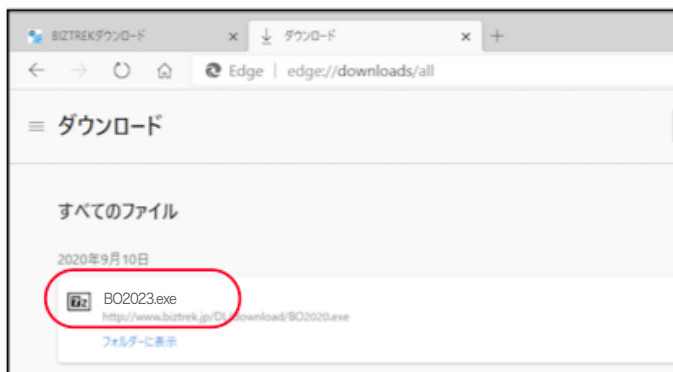 BIZTREKダウンロード
ダウンロード
Edge | edge://downloads/all
ダウンロード
すべてのファイル
2020年9月10日
BO2023.exe
http://www.biztrek.jp/DL/download/BO2020.exe
フォルダーに表示